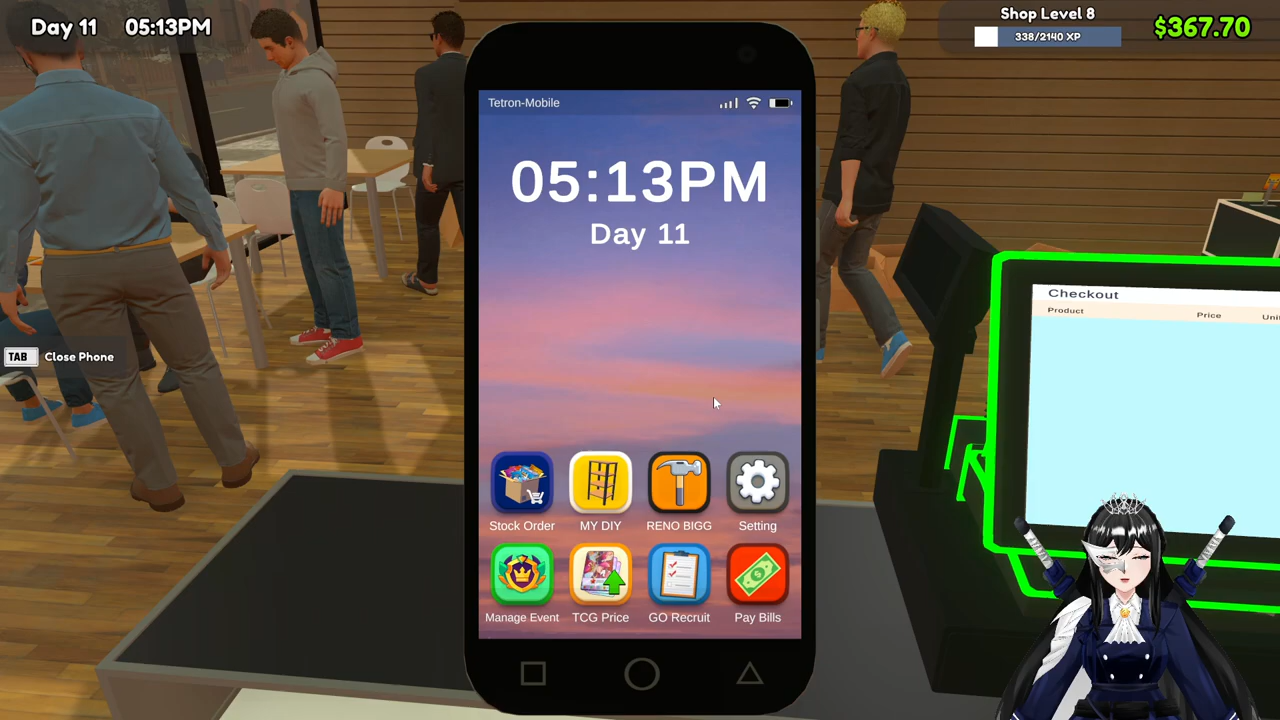 Day 11 05:13PM
Shop Level 8
338/2140 XP
$367.70
Tetron-Mobile
05:13PM
Day 11
TAB Close Phone
Checkout
Product Price
Stock Order MY DIY RENO BIGG Setting
Manage Event TCG Price GO Recruit Pay Bills